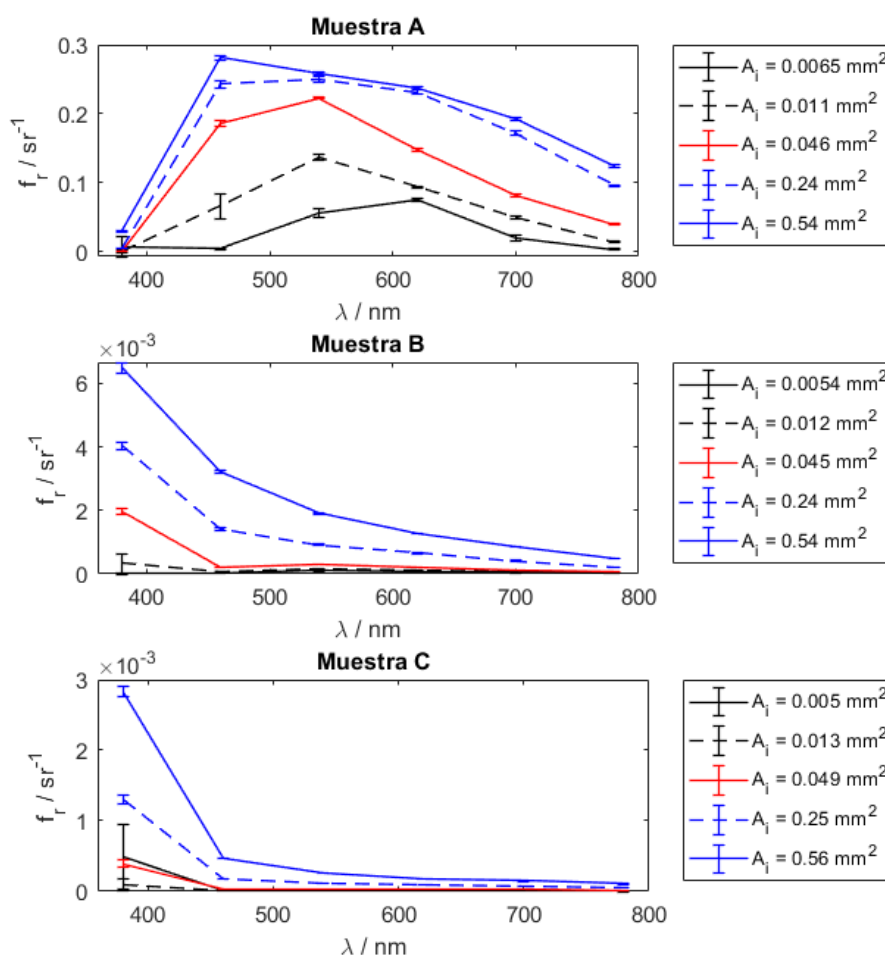 Muestra A
0.3
0.2
0.1
0
f_r / sr^-1
400 500 600 700 800
λ / nm
A_i = 0.0065 mm^2
A_i = 0.011 mm^2
A_i = 0.046 mm^2
A_i = 0.24 mm^2
A_i = 0.54 mm^2
×10^-3
Muestra B
6
4
2
0
f_r / sr^-1
400 500 600 700 800
λ / nm
A_i = 0.0054 mm^2
A_i = 0.012 mm^2
A_i = 0.045 mm^2
A_i = 0.24 mm^2
A_i = 0.54 mm^2
×10^-3
Muestra C
3
2
1
0
f_r / sr^-1
400 500 600 700 800
λ / nm
A_i = 0.005 mm^2
A_i = 0.013 mm^2
A_i = 0.049 mm^2
A_i = 0.25 mm^2
A_i = 0.56 mm^2